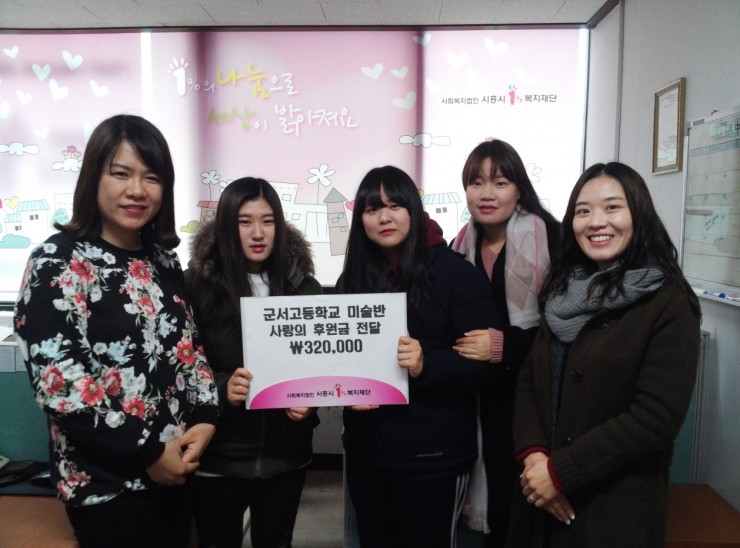 1%의 나눔으로
세상이 밝아져요
사회복지법인 시흥시 1% 복지재단
군서고등학교 미술반
사랑의 후원금 전달
₩320,000
사회복지법인 시흥시 1% 복지재단